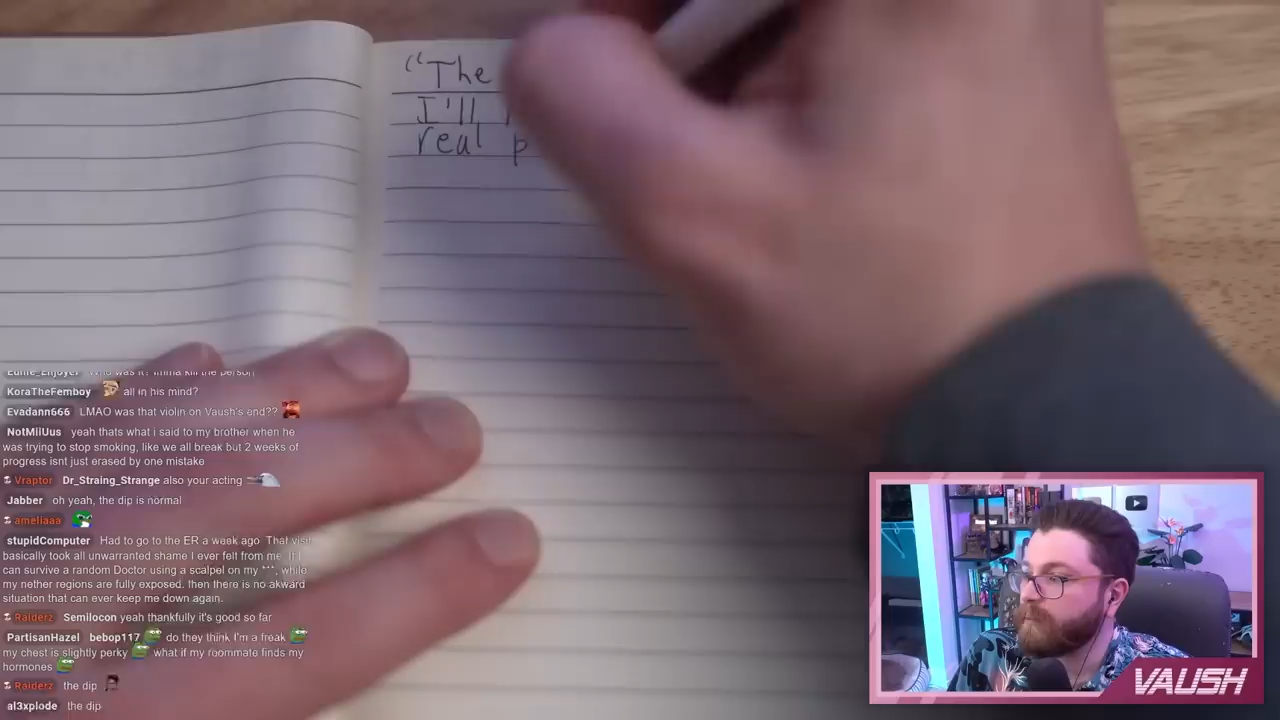 "The
I'll
real p
KoraTheFemboy all in his mind?
Evadann666 LMAO was that violin on Vaush's end??
NotMiiUus yeah thats what i said to my brother when he
was trying to stop smoking, like we all break but 2 weeks of
progress isnt just erased by one mistake
Vraptor Dr_Straing_Strange also your acting
Jabber oh yeah, the dip is normal
ameliaaa
stupidComputer Had to go to the ER a week ago. That visit
basically took all unwarranted shame I ever felt from me. If I
can survive a random Doctor using a scalpel on my ***, while
my nether regions are fully exposed. then there is no akward
situation that can ever keep me down again.
Raiderz Semilocon yeah thankfully it's good so far
PartisanHazel bebop117 do they think I'm a freak
my chest is slightly perky what if my roommate finds my
hormones
Raiderz the dip
al3xplode the dip
VAUSH